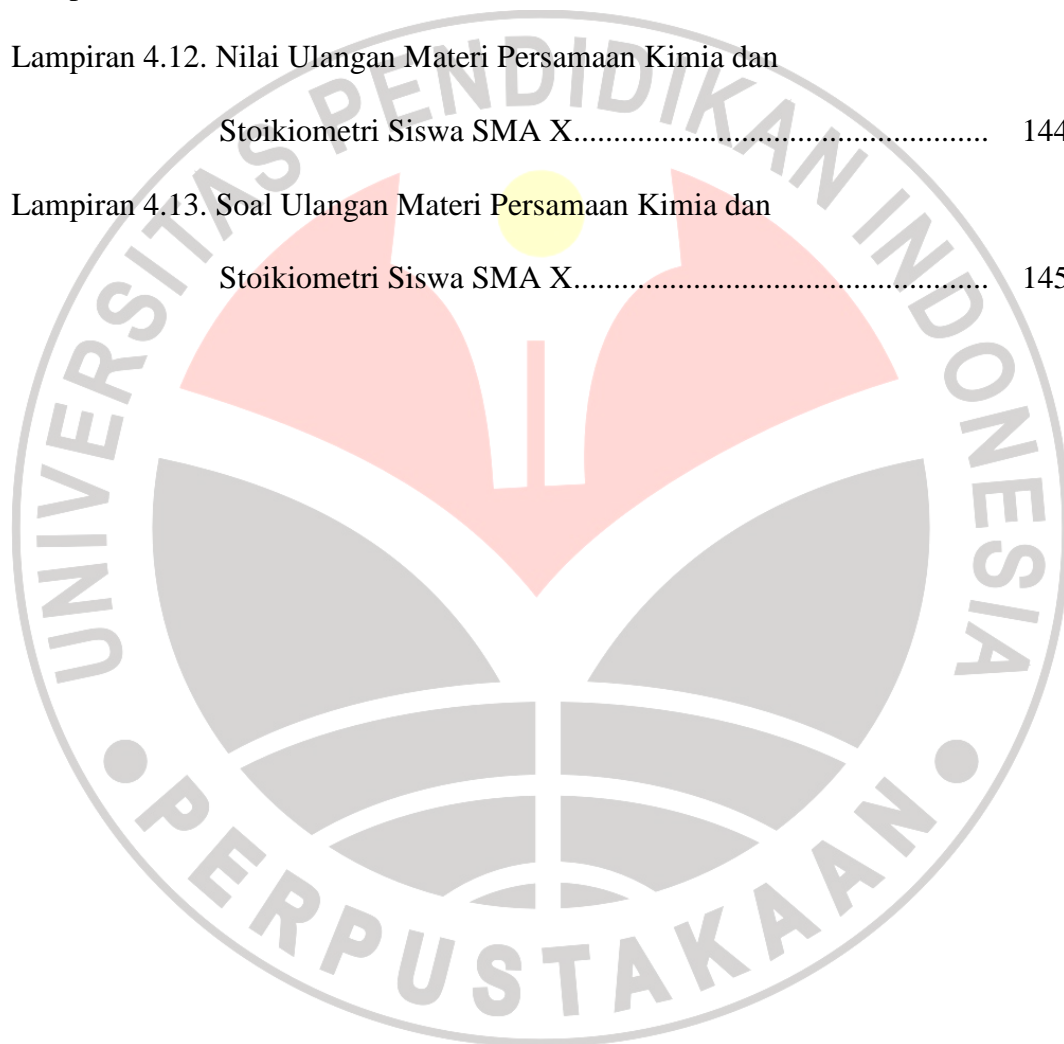 Lampiran 4.12. Nilai Ulangan Materi Persamaan Kimia dan
Stoikiometri Siswa SMA X................................................ 144
Lampiran 4.13. Soal Ulangan Materi Persamaan Kimia dan
Stoikiometri Siswa SMA X................................................ 145
UNIVERSITAS PENDIDIKAN INDONESIA
PERPUSTAKAAN